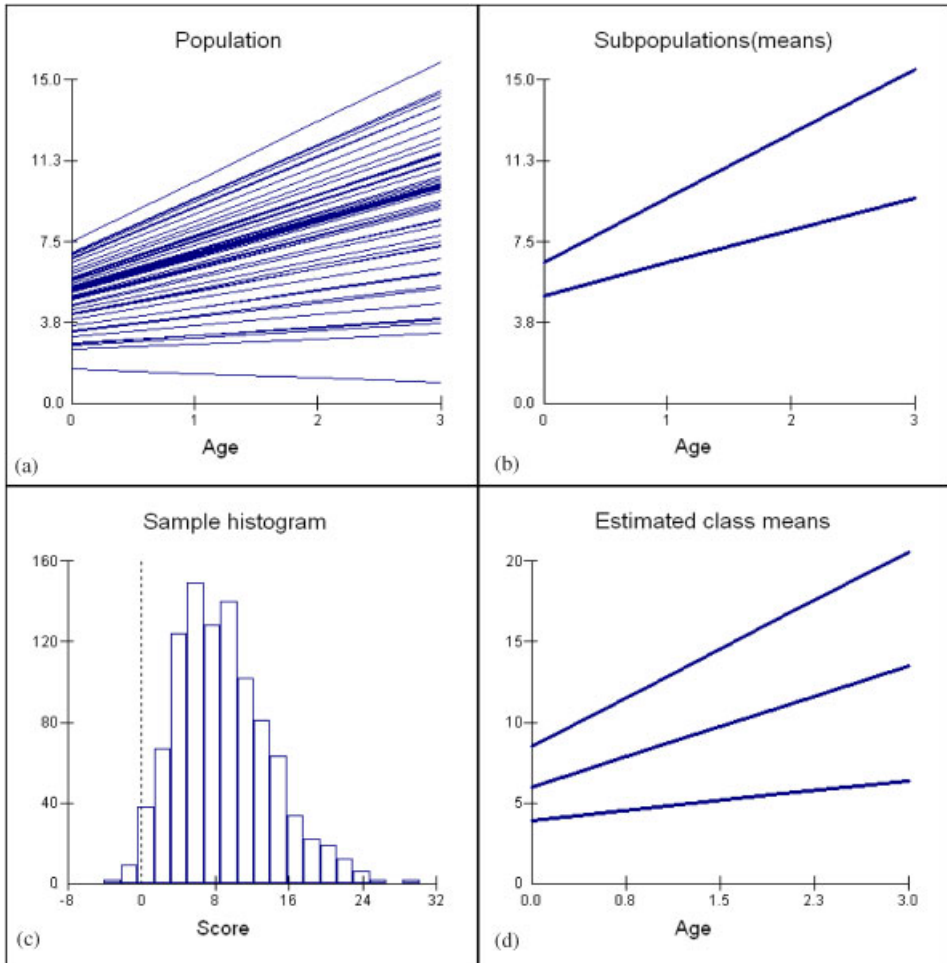 Population
15.0
11.3
7.5
3.8
0.0
0 1 2 3
Age
(a)
Subpopulations(means)
15.0
11.3
7.5
3.8
0.0
0 1 2 3
Age
(b)
Sample histogram
160
120
80
40
0
-8 0 8 16 24 32
Score
(c)
Estimated class means
20
15
10
5
0
0.0 0.8 1.5 2.3 3.0
Age
(d)